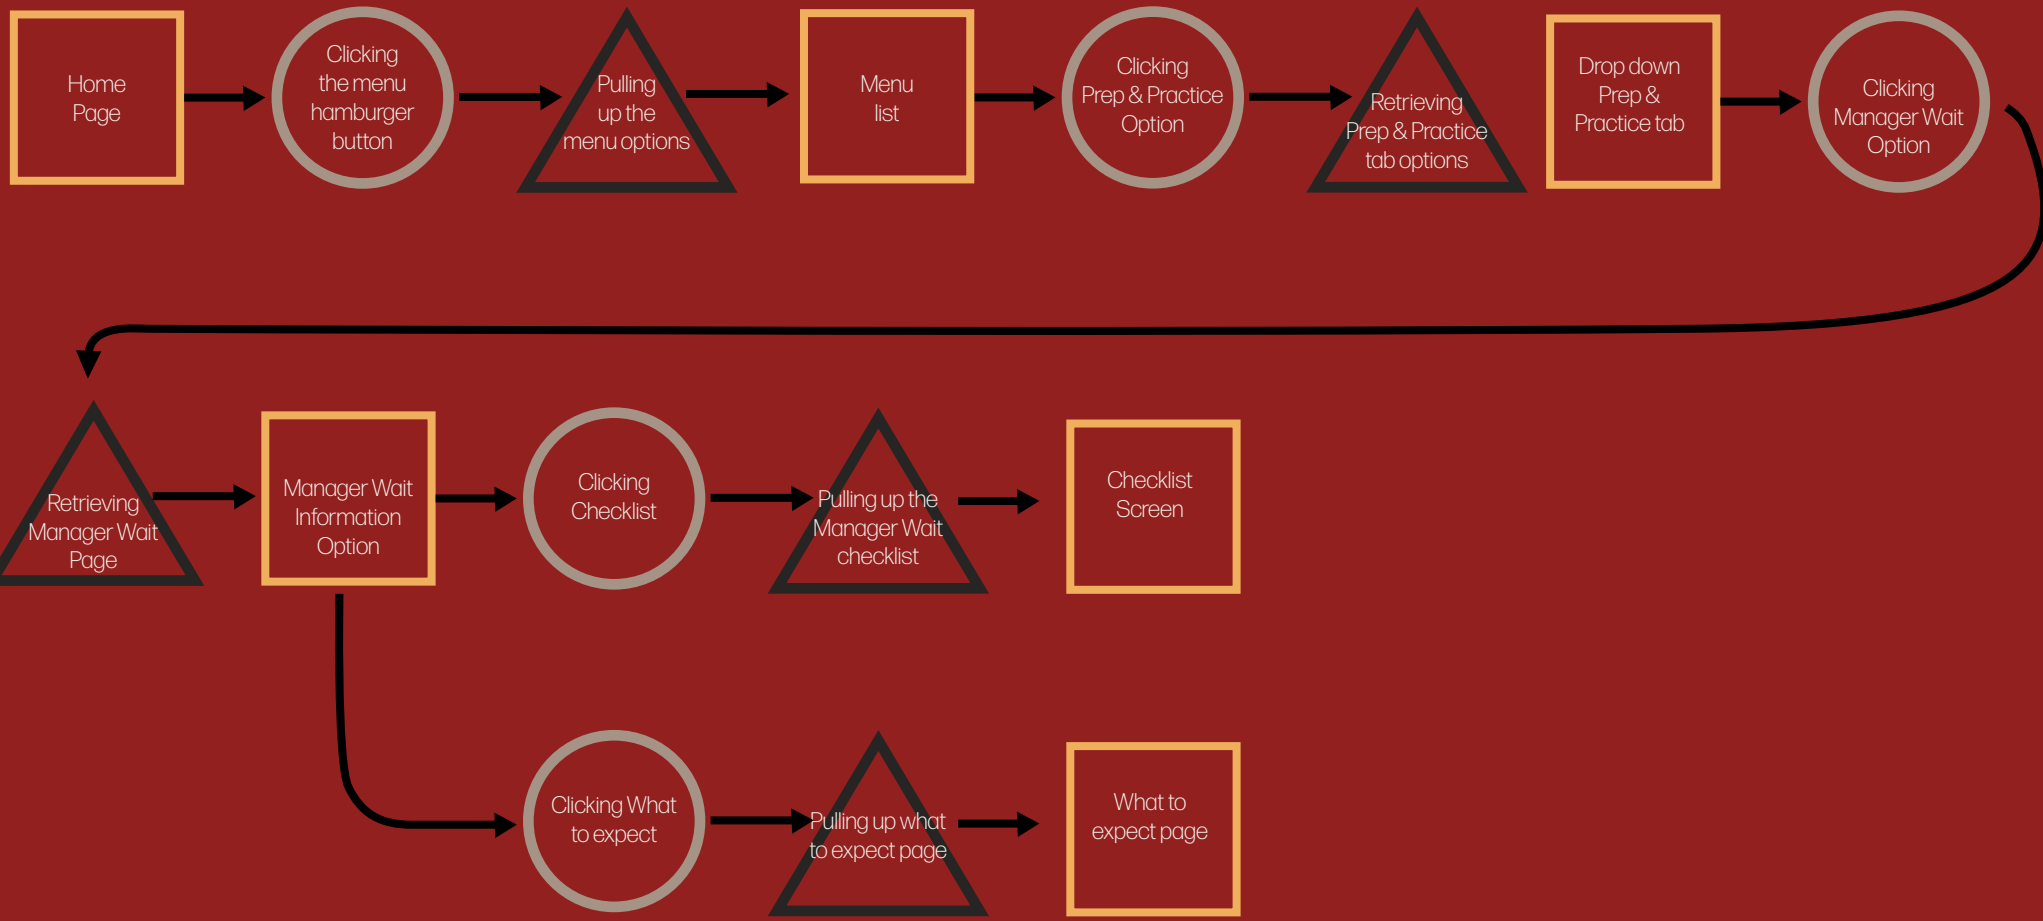 Home
Page
Clicking
the menu
hamburger
button
Pulling
up the
menu options
Menu
list
Clicking
Prep & Practice
Option
Retrieving
Prep & Practice
tab options
Drop down
Prep &
Practice tab
Clicking
Manager Wait
Option
Retrieving
Manager Wait
Page
Manager Wait
Information
Option
Clicking
Checklist
Pulling up the
Manager Wait
checklist
Checklist
Screen
Clicking What
to expect
Pulling up what
to expect page
What to
expect page